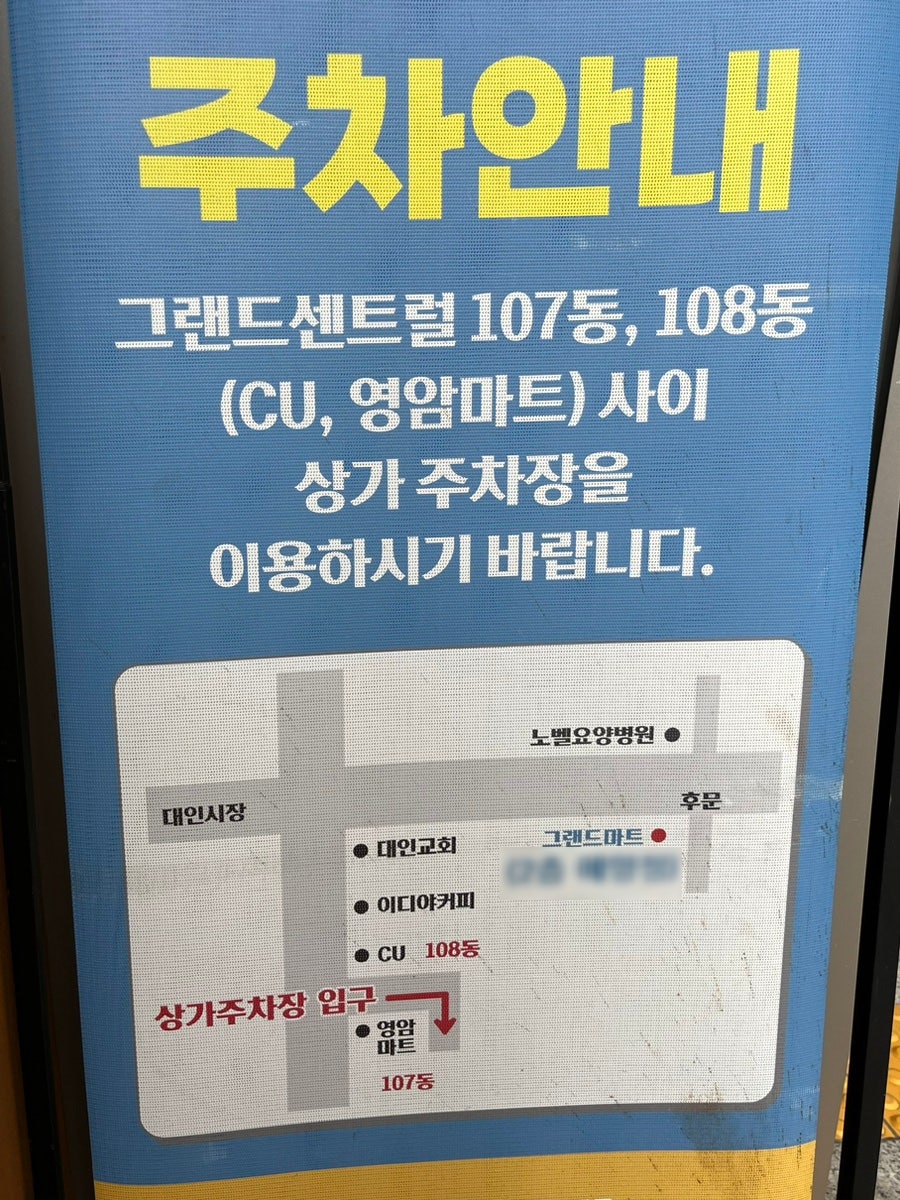 주차안내
그랜드센트럴 107동, 108동
(CU, 영암마트) 사이
상가 주차장을
이용하시기 바랍니다.
노벨요양병원
대인시장
후문
그랜드마트
대인교회
이디야커피
CU 108동
상가주차장 입구
영암
마트
107동